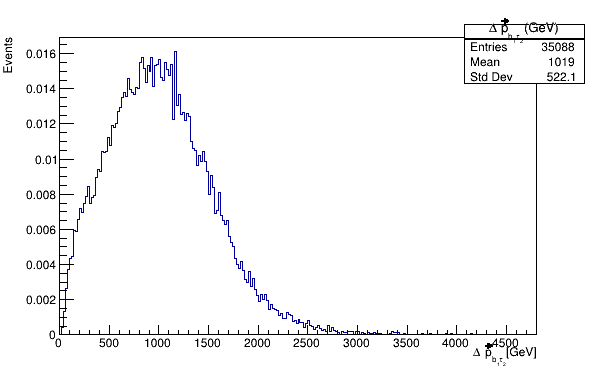 Δ p⃗ b₁τ₂ (GeV)
Entries 35088
Mean 1019
Std Dev 522.1
Events
0.016
0.014
0.012
0.01
0.008
0.006
0.004
0.002
0
0 500 1000 1500 2000 2500 3000 3500 4000 4500
Δ p⃗ b₁τ₂ [GeV]